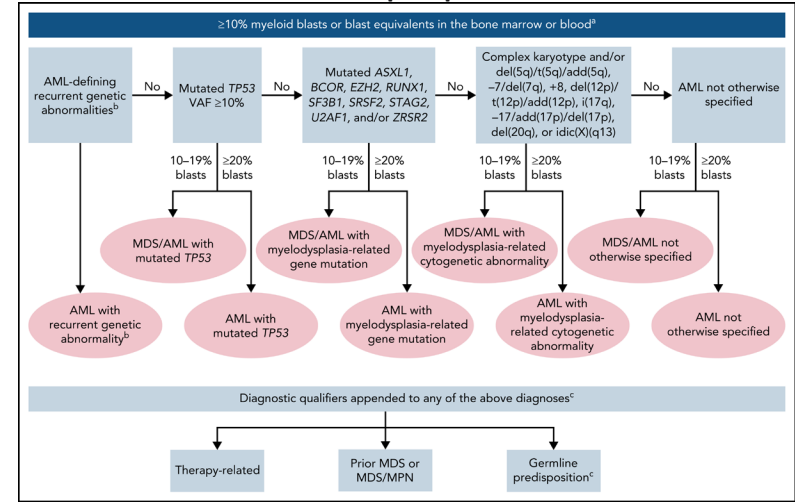 ≥10% myeloid blasts or blast equivalents in the bone marrow or bloodᵃ
AML-defining
recurrent genetic
abnormalitiesᵇ
No
Mutated TP53
VAF ≥10%
No
Mutated ASXL1,
BCOR, EZH2, RUNX1,
SF3B1, SRSF2, STAG2,
U2AF1, and/or ZRSR2
No
Complex karyotype and/or
del(5q)/t(5q)/add(5q),
–7/del(7q), +8, del(12p)/
t(12p)/add(12p), i(17q),
–17/add(17p)/del(17p),
del(20q), or idic(X)(q13)
No
AML not otherwise
specified
10–19%
blasts
≥20%
blasts
10–19%
blasts
≥20%
blasts
10–19%
blasts
≥20%
blasts
10–19%
blasts
≥20%
blasts
MDS/AML with
mutated TP53
MDS/AML with
myelodysplasia-related
gene mutation
MDS/AML with
myelodysplasia-related
cytogenetic abnormality
MDS/AML not
otherwise specified
AML with
recurrent genetic
abnormalityᵇ
AML with
mutated TP53
AML with
myelodysplasia-related
gene mutation
AML with
myelodysplasia-
related cytogenetic
abnormality
AML not
otherwise specified
Diagnostic qualifiers appended to any of the above diagnosesᶜ
Therapy-related
Prior MDS or
MDS/MPN
Germline
predispositionᶜ